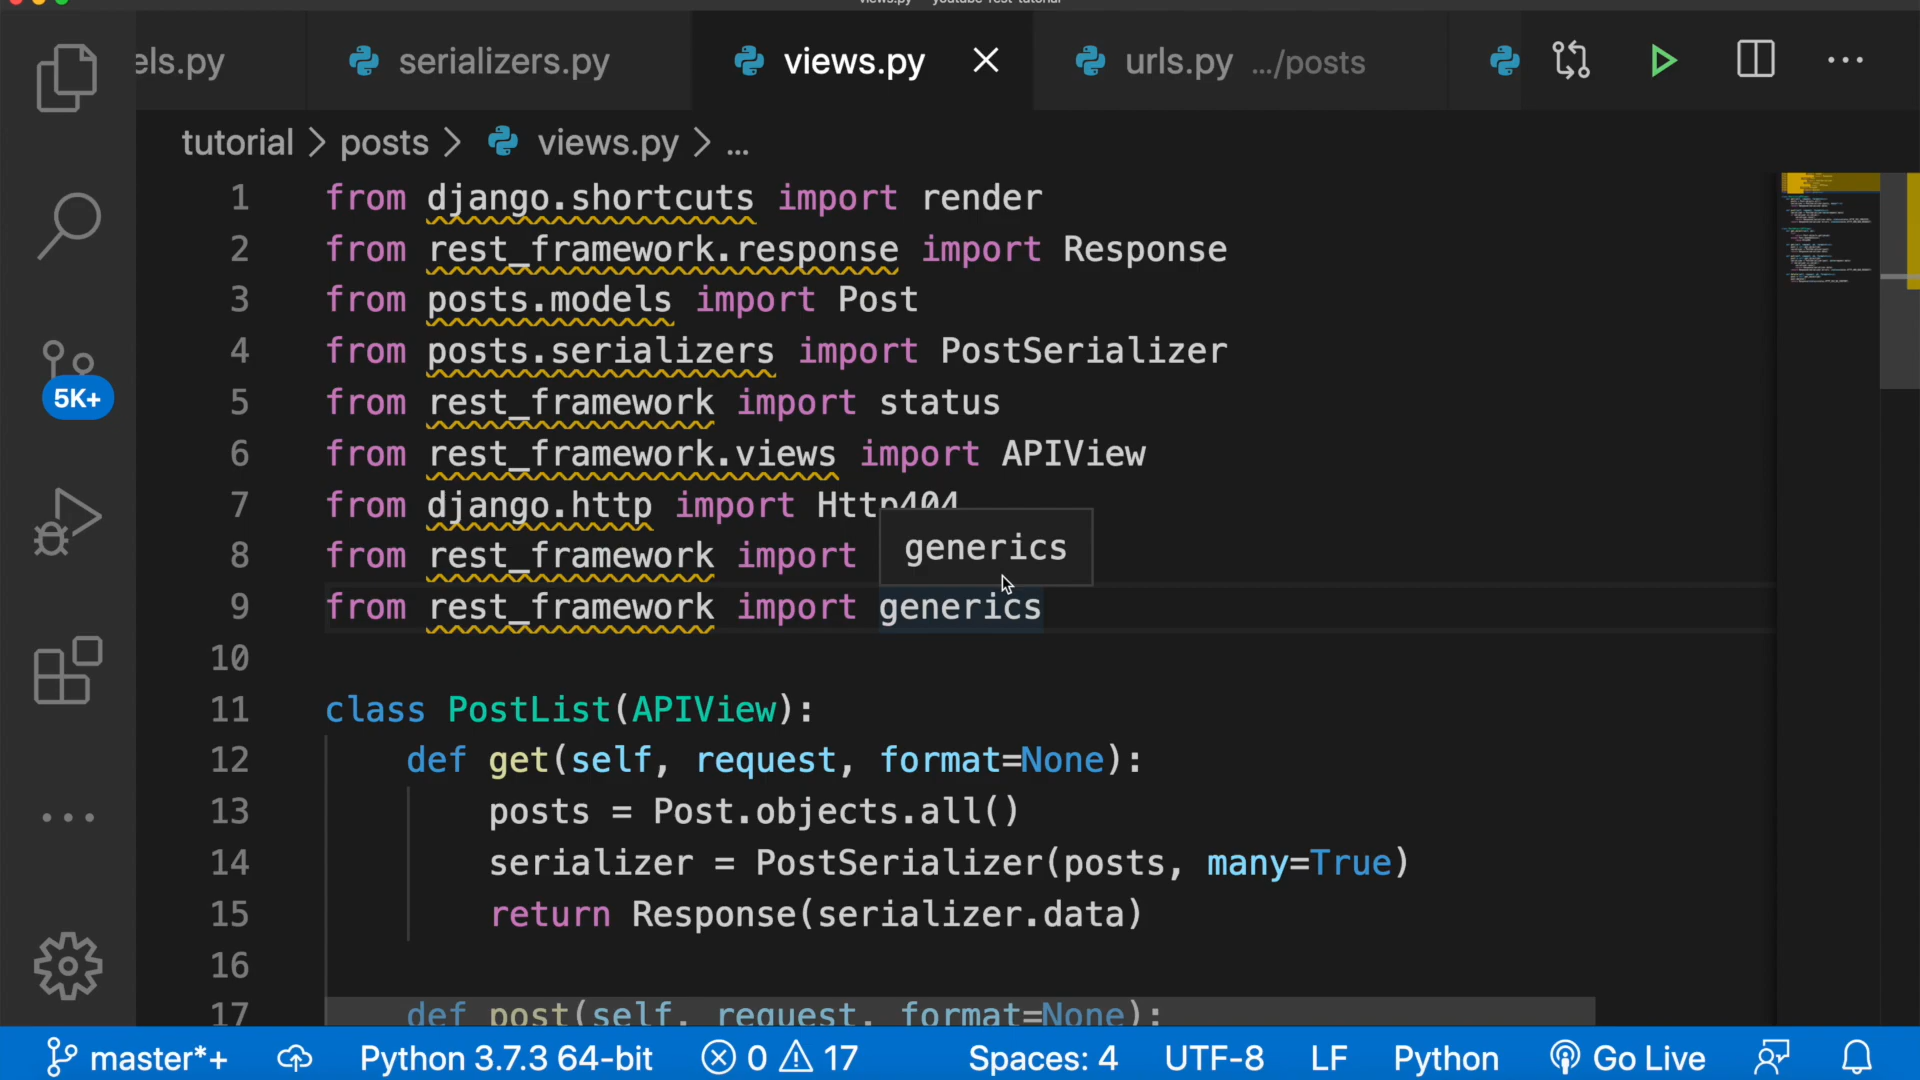 views.py — youtube-rest-tutorial
els.py
serializers.py
views.py
urls.py .../posts
tutorial > posts > views.py > ...
1 from django.shortcuts import render
2 from rest_framework.response import Response
3 from posts.models import Post
4 from posts.serializers import PostSerializer
5 from rest_framework import status
6 from rest_framework.views import APIView
7 from django.http import Http404
8 from rest_framework import
generics
9 from rest_framework import generics
10
11 class PostList(APIView):
12 def get(self, request, format=None):
13 posts = Post.objects.all()
14 serializer = PostSerializer(posts, many=True)
15 return Response(serializer.data)
16
17 def post(self, request, format=None):
5K+
master*+
Python 3.7.3 64-bit
0
17
Spaces: 4
UTF-8
LF
Python
Go Live